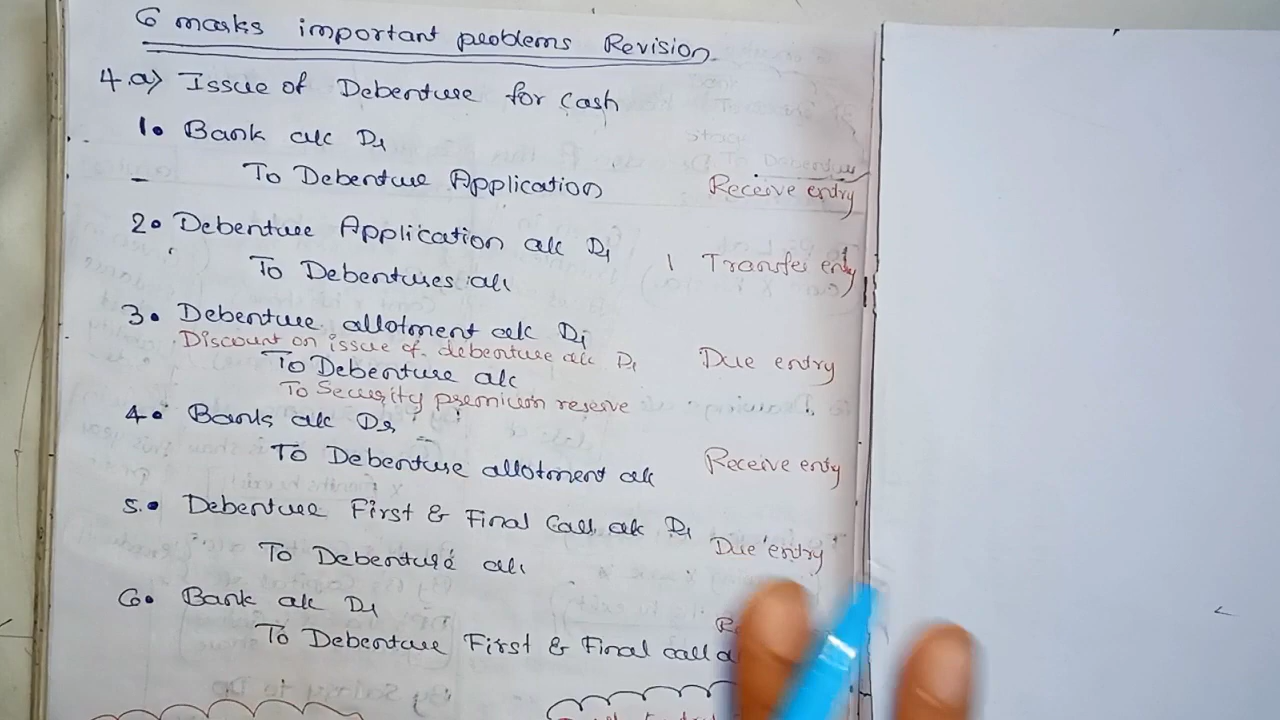 6 marks important problems Revision
4.a) Issue of Debenture for cash
1. Bank a/c Dr
To Debenture Application Receive entry
2. Debenture Application a/c Dr
To Debentures a/c Transfer entry
3. Debenture allotment a/c Dr
Discount on issue of debenture a/c Dr Due entry
To Debenture a/c
To Security premium reserve
4. Bank a/c Dr
To Debenture allotment a/c Receive entry
5. Debenture First & Final Call a/c Dr
To Debenture a/c Due entry
6. Bank a/c Dr
To Debenture First & Final call